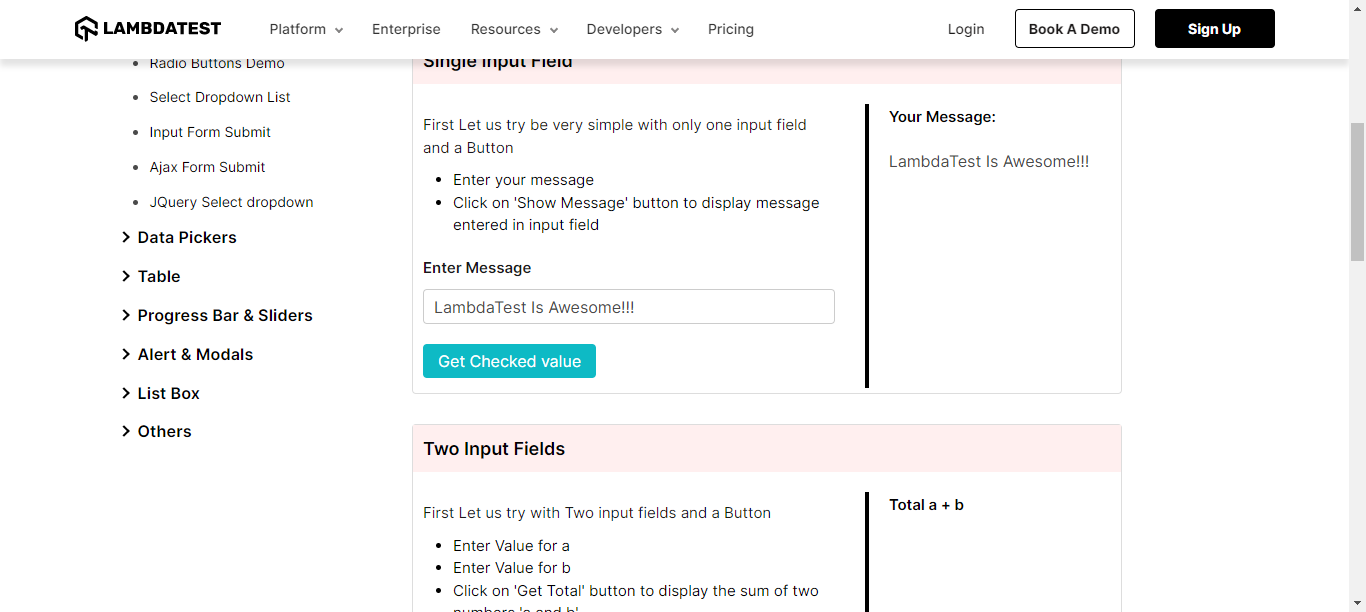 LAMBDATEST
Platform
Enterprise
Resources
Developers
Pricing
Login
Book A Demo
Sign Up
Radio Buttons Demo
Select Dropdown List
Input Form Submit
Ajax Form Submit
JQuery Select dropdown
Data Pickers
Table
Progress Bar & Sliders
Alert & Modals
List Box
Others
Single Input Field
First Let us try be very simple with only one input field
and a Button
Enter your message
Click on 'Show Message' button to display message
entered in input field
Enter Message
LambdaTest Is Awesome!!!
Get Checked value
Your Message:
LambdaTest Is Awesome!!!
Two Input Fields
First Let us try with Two input fields and a Button
Enter Value for a
Enter Value for b
Click on 'Get Total' button to display the sum of two
numbers 'a and b'
Total a + b